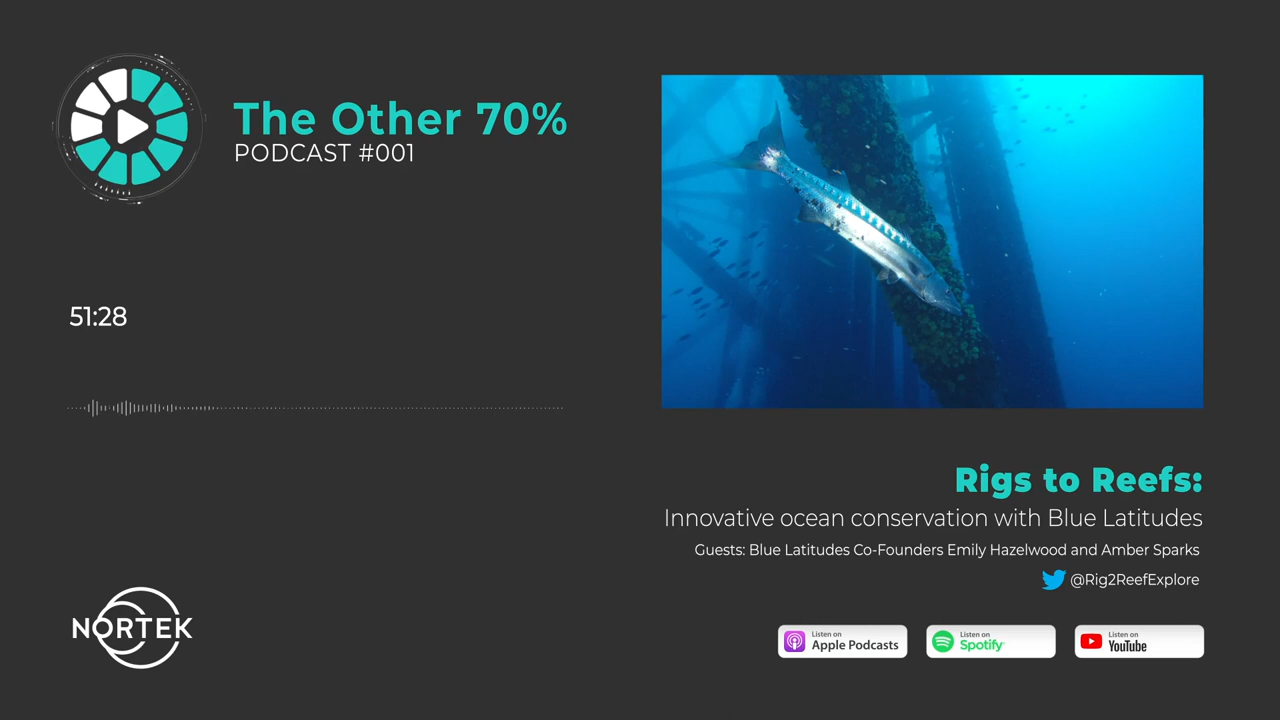 The Other 70%
PODCAST #001
51:28
Rigs to Reefs:
Innovative ocean conservation with Blue Latitudes
Guests: Blue Latitudes Co-Founders Emily Hazelwood and Amber Sparks
@Rig2ReefExplore
NORTEK
Listen on
Apple Podcasts
Listen on
Spotify
Listen on
YouTube